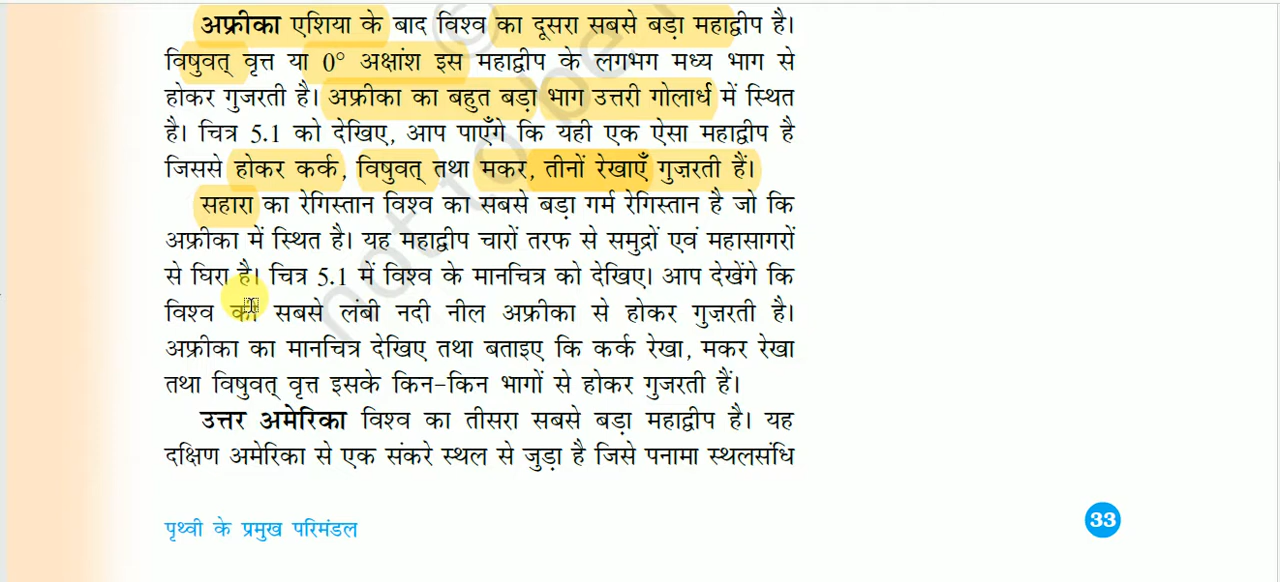 अफ्रीका एशिया के बाद विश्व का दूसरा सबसे बड़ा महाद्वीप है।
विषुवत् वृत्त या 0° अक्षांश इस महाद्वीप के लगभग मध्य भाग से
होकर गुजरती है। अफ्रीका का बहुत बड़ा भाग उत्तरी गोलार्ध में स्थित
है। चित्र 5.1 को देखिए, आप पाएँगे कि यही एक ऐसा महाद्वीप है
जिससे होकर कर्क, विषुवत् तथा मकर, तीनों रेखाएँ गुज़रती हैं।
सहारा का रेगिस्तान विश्व का सबसे बड़ा गर्म रेगिस्तान है जो कि
अफ्रीका में स्थित है। यह महाद्वीप चारों तरफ से समुद्रों एवं महासागरों
से घिरा है। चित्र 5.1 में विश्व के मानचित्र को देखिए। आप देखेंगे कि
विश्व की सबसे लंबी नदी नील अफ्रीका से होकर गुज़रती है।
अफ्रीका का मानचित्र देखिए तथा बताइए कि कर्क रेखा, मकर रेखा
तथा विषुवत् वृत्त इसके किन-किन भागों से होकर गुजरती हैं।
उत्तर अमेरिका विश्व का तीसरा सबसे बड़ा महाद्वीप है। यह
दक्षिण अमेरिका से एक संकरे स्थल से जुड़ा है जिसे पनामा स्थलसंधि
पृथ्वी के प्रमुख परिमंडल
33
© not to be